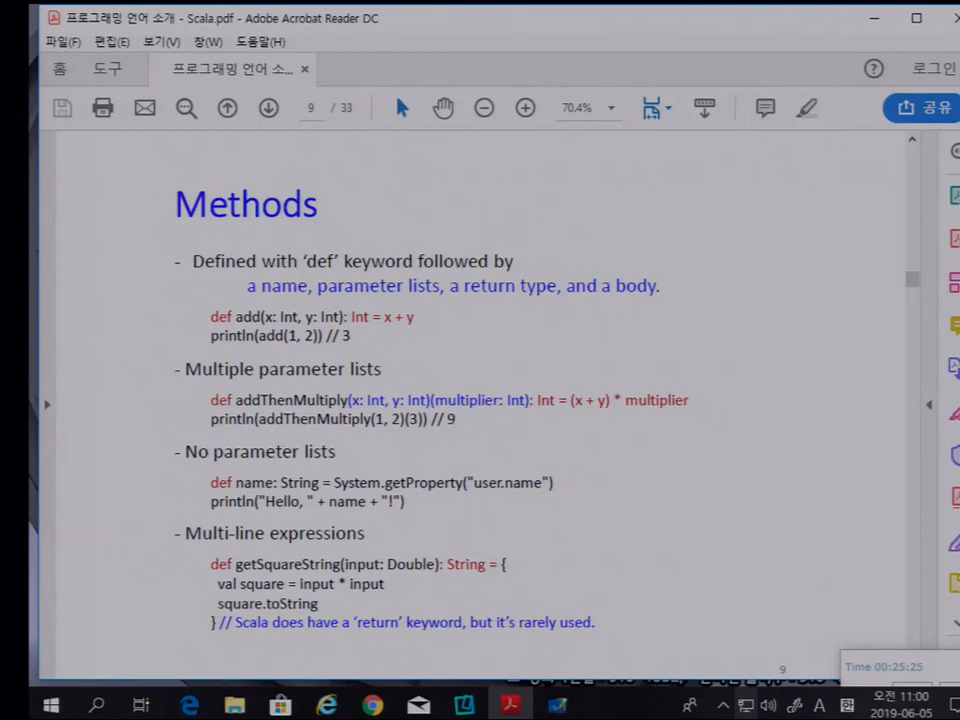 프로그래밍 언어 소개 - Scala.pdf - Adobe Acrobat Reader DC
파일(F) 편집(E) 보기(V) 창(W) 도움말(H)
홈 도구 프로그래밍 언어 소... × 로그인
9 / 33 70.4% 공유
Methods
- Defined with ‘def’ keyword followed by
a name, parameter lists, a return type, and a body.
def add(x: Int, y: Int): Int = x + y
println(add(1, 2)) // 3
- Multiple parameter lists
def addThenMultiply(x: Int, y: Int)(multiplier: Int): Int = (x + y) * multiplier
println(addThenMultiply(1, 2)(3)) // 9
- No parameter lists
def name: String = System.getProperty("user.name")
println("Hello, " + name + "!")
- Multi-line expressions
def getSquareString(input: Double): String = {
val square = input * input
square.toString
} // Scala does have a ‘return’ keyword, but it’s rarely used.
9
Time 00:25:25
A 한 오전 11:00
2019-06-05